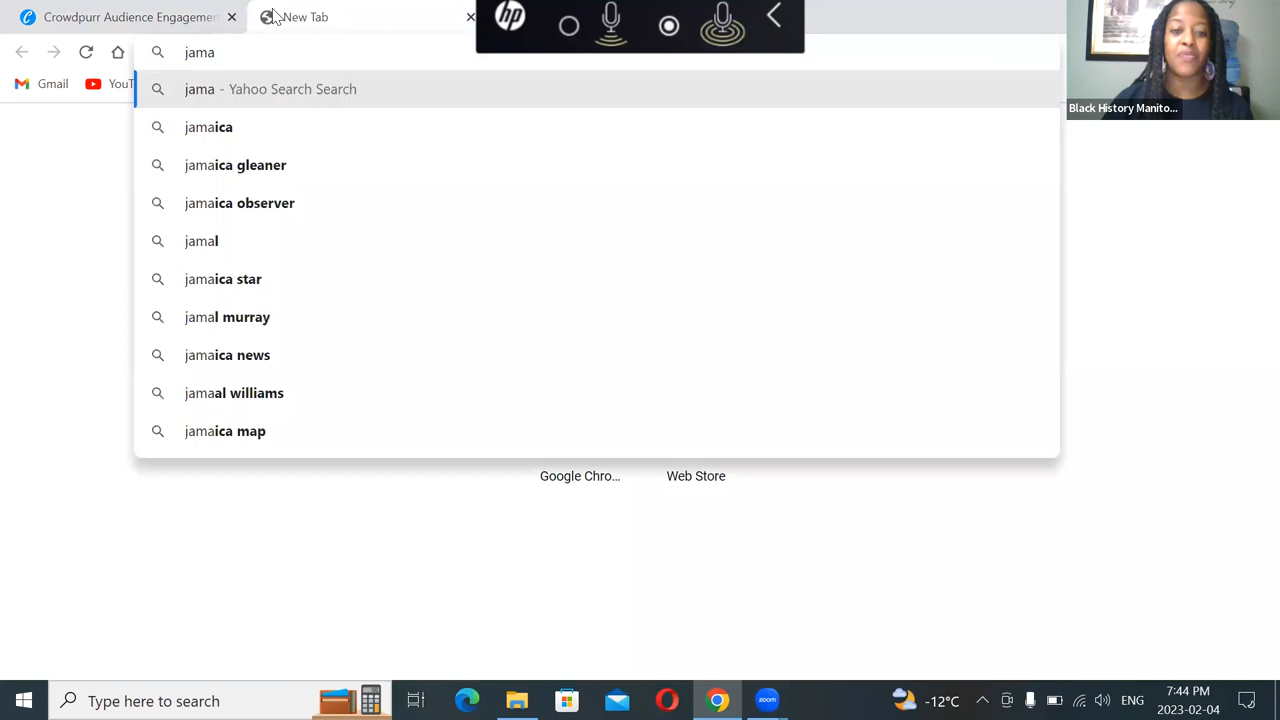 Crowdpurr Audience Engagemen
New Tab
hp
jama
Gmail
YouT
jama - Yahoo Search Search
jamaica
jamaica gleaner
jamaica observer
jamal
jamaica star
jamal murray
jamaica news
jamaal williams
jamaica map
Black History Manito...
Google Chro...
Web Store
Type here to search
zoom
-12°C
ENG
7:44 PM
2023-02-04